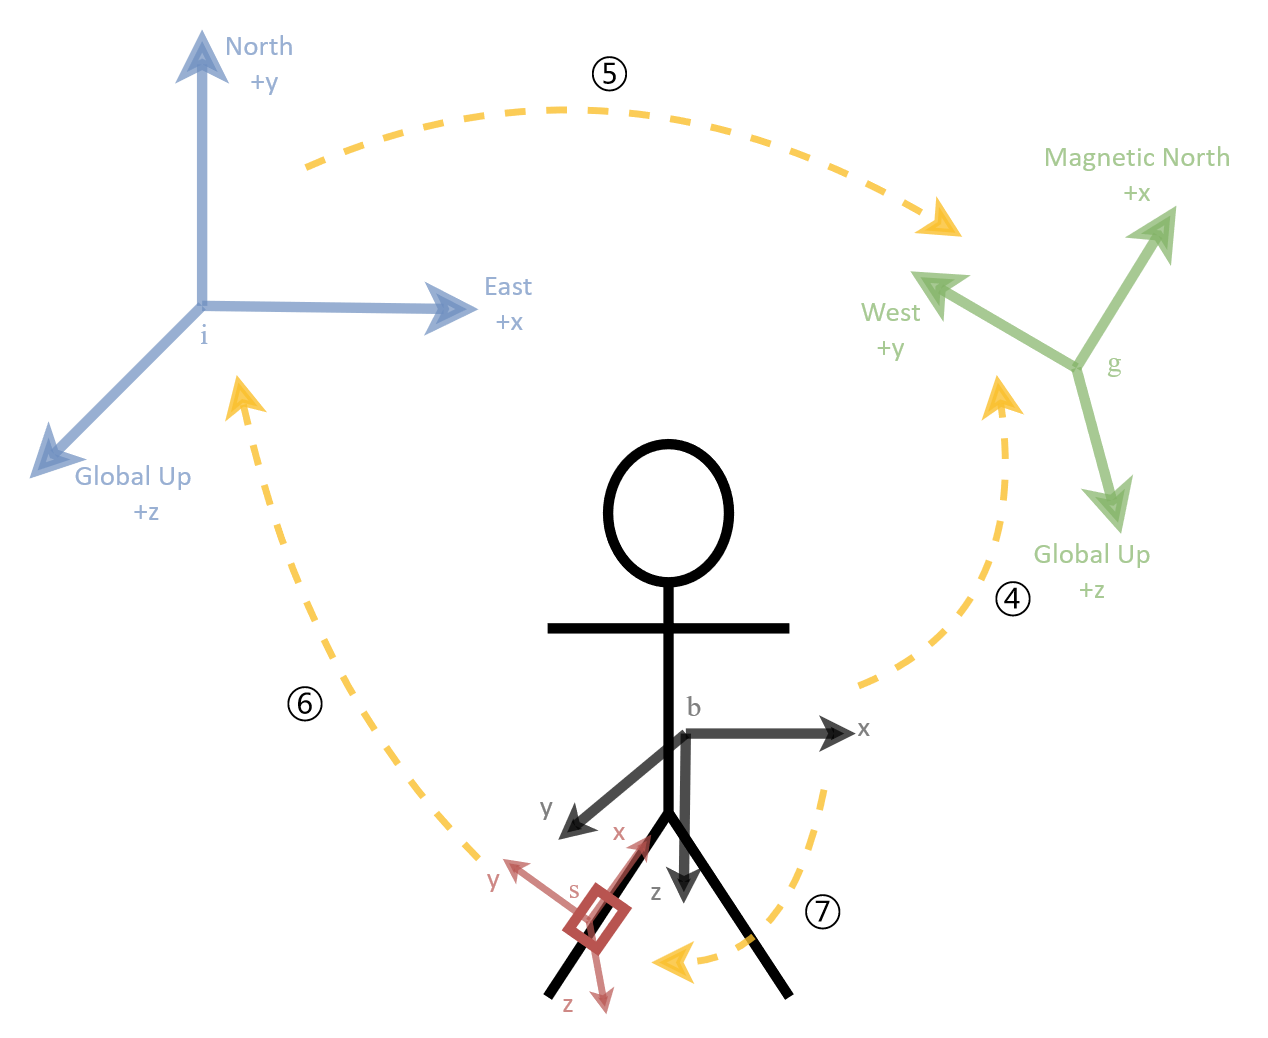 North
+y
⑤
Magnetic North
+x
East
+x
i
West
+y
g
Global Up
+z
Global Up
+z
④
⑥
b
x
y
x
z
s
y
⑦
z